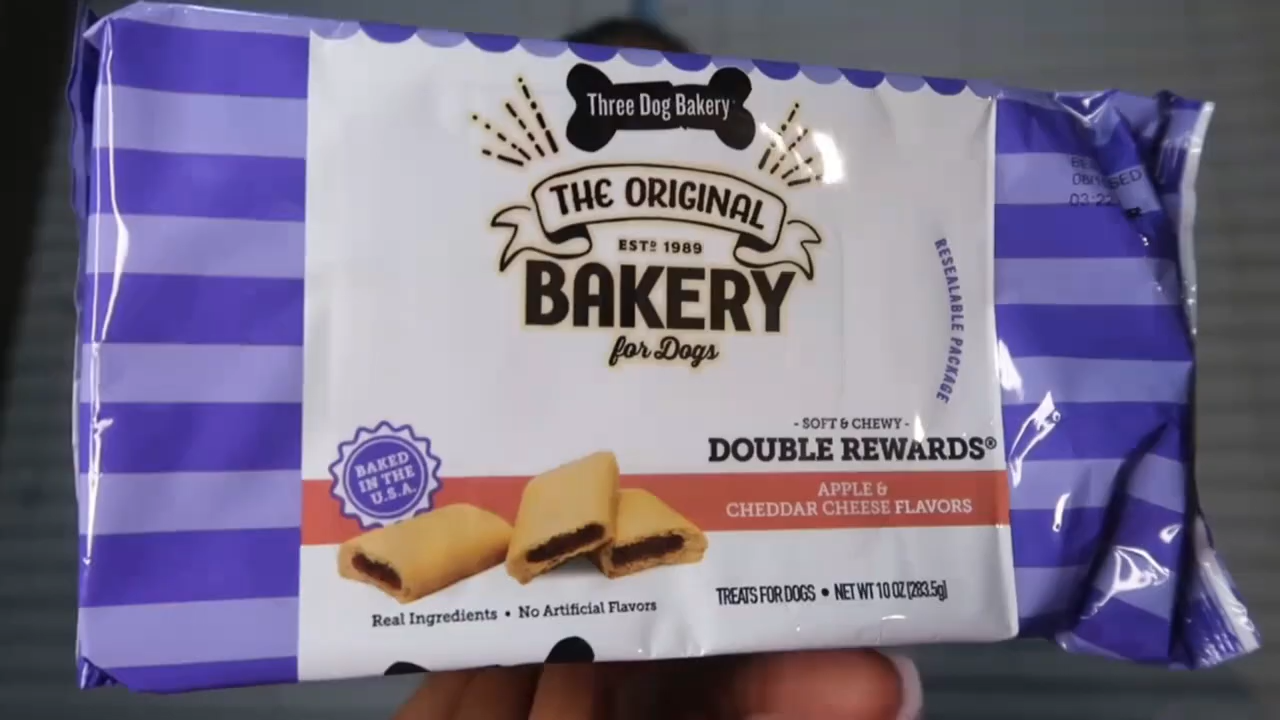 Three Dog Bakery
THE ORIGINAL
ESTD 1989
BAKERY
for Dogs
RESEALABLE PACKAGE
- SOFT & CHEWY -
DOUBLE REWARDS®
APPLE &
CHEDDAR CHEESE FLAVORS
BAKED
IN THE
U.S.A.
Real Ingredients • No Artificial Flavors
TREATS FOR DOGS • NET WT 10 OZ (283.5g)